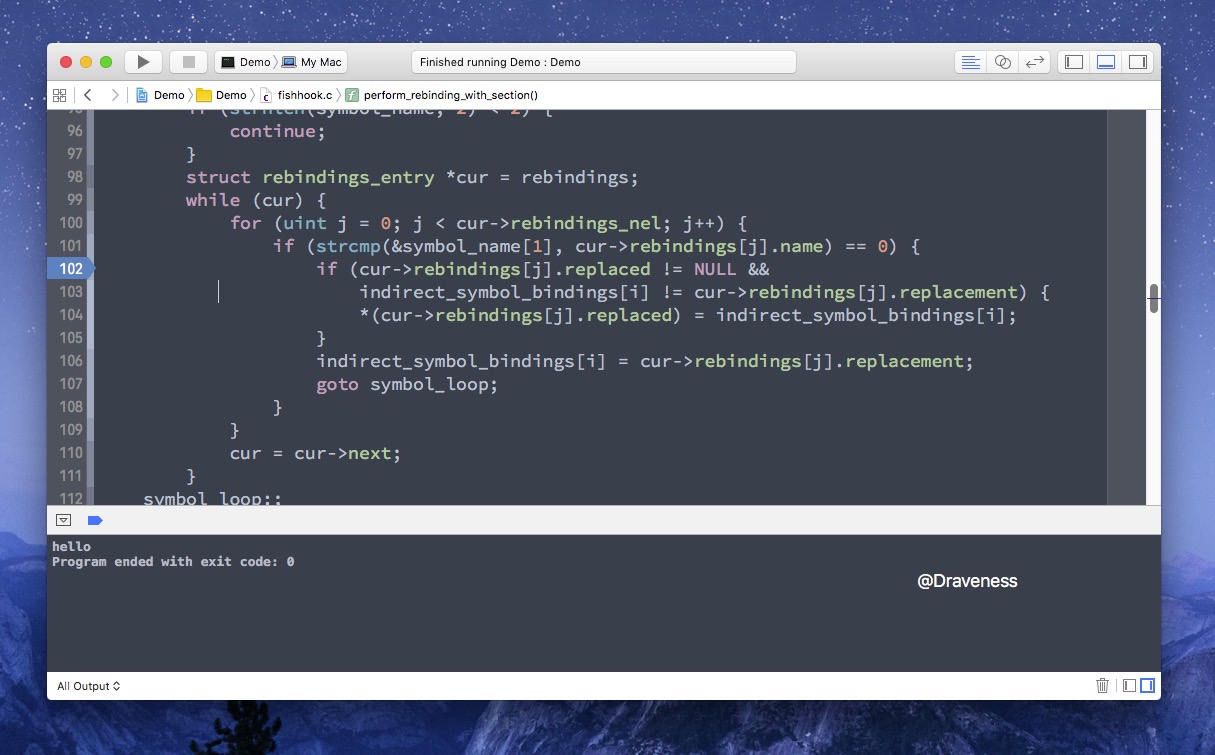 Demo
My Mac
Finished running Demo : Demo
Demo
Demo
fishhook.c
perform_rebinding_with_section()
(strnlen(symbol_name, 2) < 2) {
96 continue;
97 }
98 struct rebindings_entry *cur = rebindings;
99 while (cur) {
100 for (uint j = 0; j < cur->rebindings_nel; j++) {
101 if (strcmp(&symbol_name[1], cur->rebindings[j].name) == 0) {
102 if (cur->rebindings[j].replaced != NULL &&
103 indirect_symbol_bindings[i] != cur->rebindings[j].replacement) {
104 *(cur->rebindings[j].replaced) = indirect_symbol_bindings[i];
105 }
106 indirect_symbol_bindings[i] = cur->rebindings[j].replacement;
107 goto symbol_loop;
108 }
109 }
110 cur = cur->next;
111 }
112 symbol_loop:;
hello
Program ended with exit code: 0
@Draveness
All Output